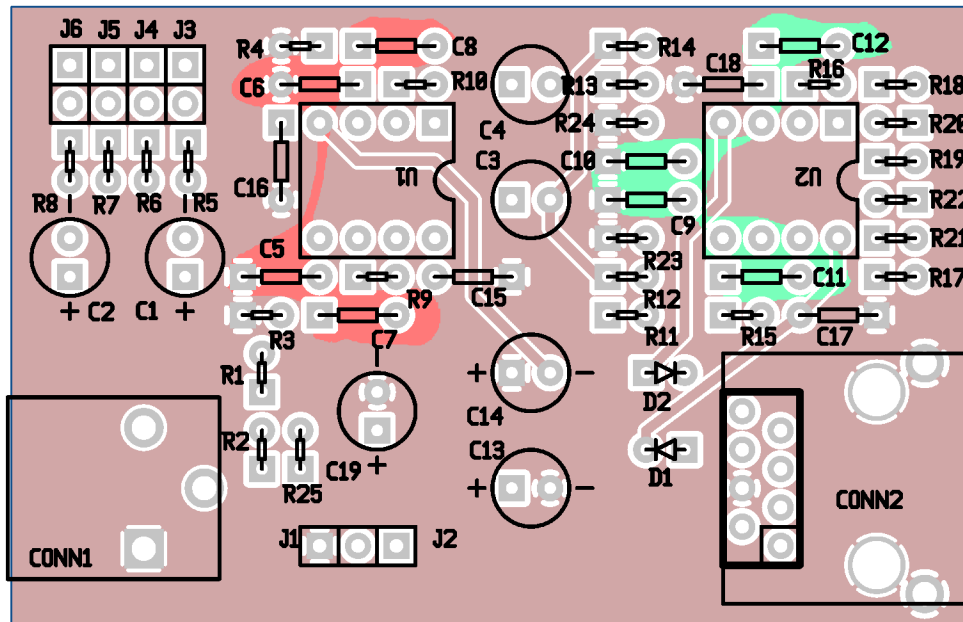 J6 J5 J4 J3
R4
C8
R14
C12
C6
R10
R13
C18
R16
R18
C4
R24
R20
C3
C10
R19
C16
U1
U2
R8 R7 R6 R5
R22
C9
R21
C5
R23
C2 C1
R9
C15
C11
R17
+ +
R12
R3
C7
R11
R15
C17
R1
+ -
D2
C14
R2
C19
+
C13
R25
+ -
D1
CONN2
J1 J2
CONN1